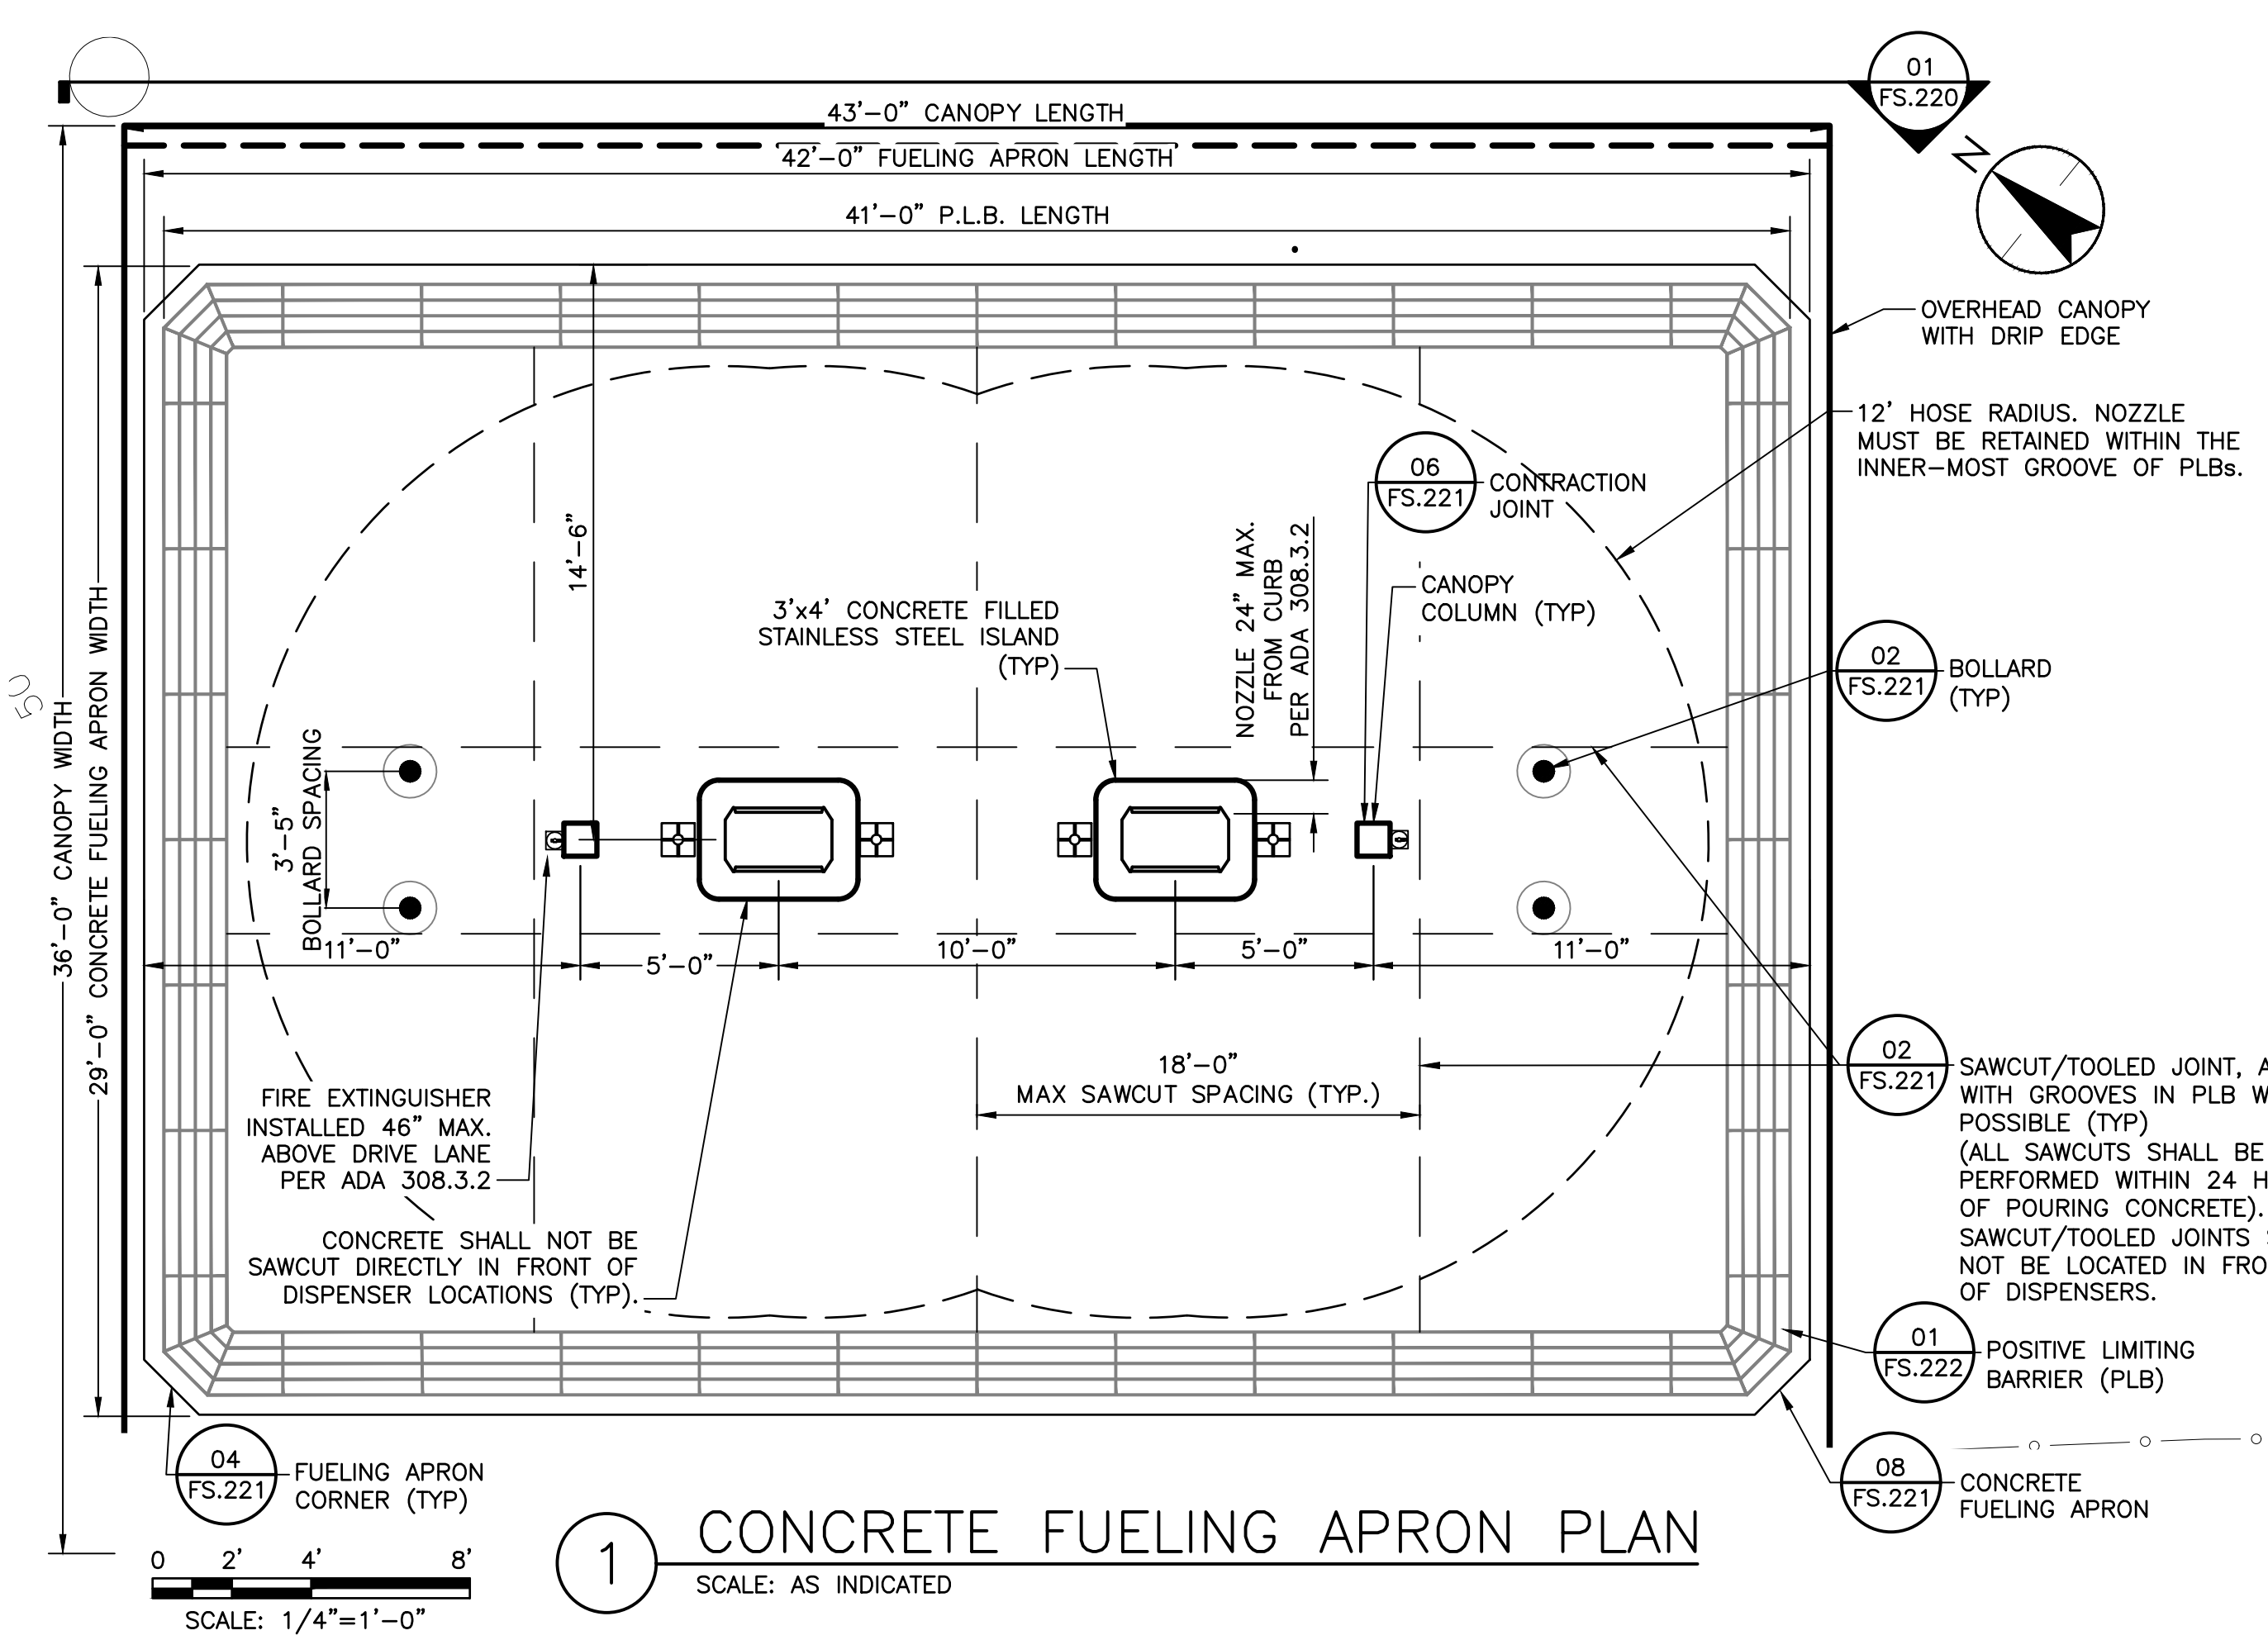 01
FS.220
43'-0" CANOPY LENGTH
42'-0" FUELING APRON LENGTH
41'-0" P.L.B. LENGTH
N
OVERHEAD CANOPY
WITH DRIP EDGE
12' HOSE RADIUS. NOZZLE
MUST BE RETAINED WITHIN THE
INNER-MOST GROOVE OF PLBs.
06
FS.221
CONTRACTION
JOINT
14'-6"
NOZZLE 24" MAX.
FROM CURB
PER ADA 308.3.2
CANOPY
COLUMN (TYP)
3'x4' CONCRETE FILLED
STAINLESS STEEL ISLAND
(TYP)
02
FS.221
BOLLARD
(TYP)
05
36'-0" CANOPY WIDTH
29'-0" CONCRETE FUELING APRON WIDTH
3'-5"
BOLLARD SPACING
11'-0"
5'-0"
10'-0"
5'-0"
11'-0"
18'-0"
MAX SAWCUT SPACING (TYP.)
02
FS.221
SAWCUT/TOOLED JOINT, A
WITH GROOVES IN PLB W
POSSIBLE (TYP)
(ALL SAWCUTS SHALL BE
PERFORMED WITHIN 24 H
OF POURING CONCRETE).
SAWCUT/TOOLED JOINTS S
NOT BE LOCATED IN FRO
OF DISPENSERS.
FIRE EXTINGUISHER
INSTALLED 46" MAX.
ABOVE DRIVE LANE
PER ADA 308.3.2
CONCRETE SHALL NOT BE
SAWCUT DIRECTLY IN FRONT OF
DISPENSER LOCATIONS (TYP).
01
FS.222
POSITIVE LIMITING
BARRIER (PLB)
04
FS.221
FUELING APRON
CORNER (TYP)
08
FS.221
CONCRETE
FUELING APRON
1
CONCRETE FUELING APRON PLAN
SCALE: AS INDICATED
0 2' 4' 8'
SCALE: 1/4"=1'-0"